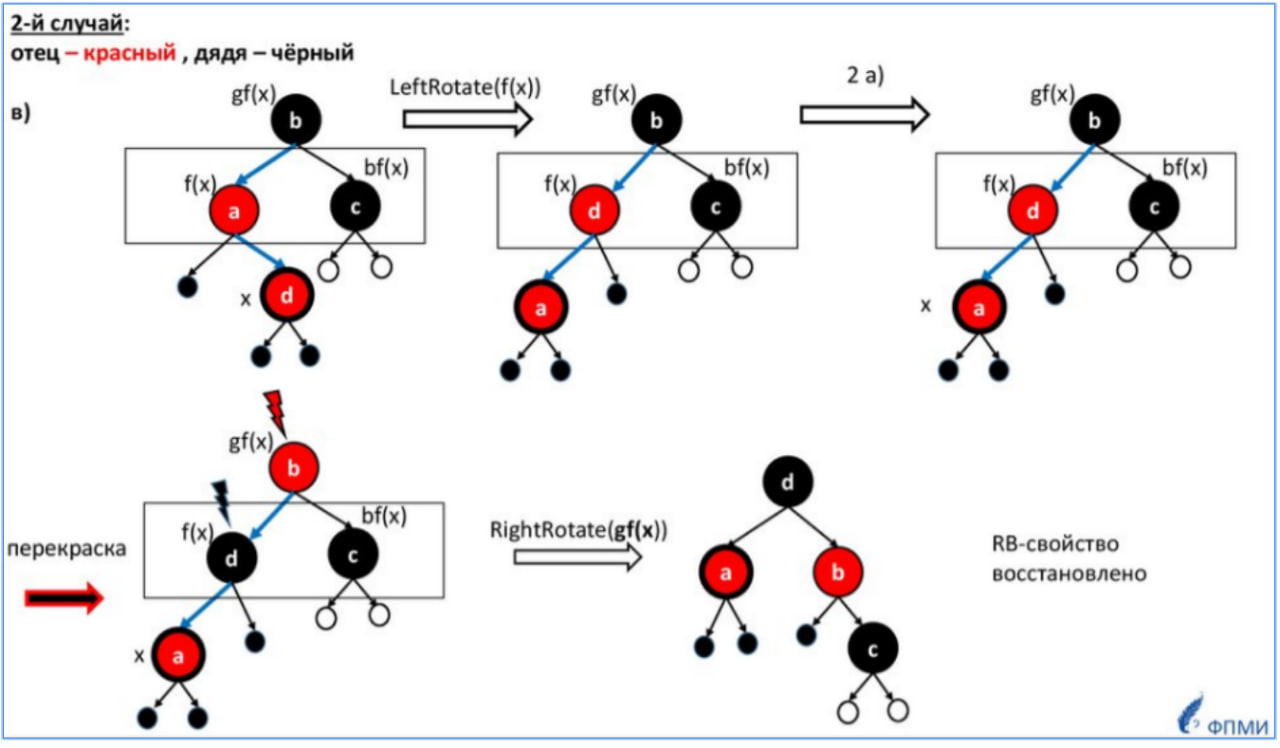 2-й случай:
отец – красный , дядя – чёрный
в)
gf(x)
b
f(x)
a
bf(x)
c
x
d
LeftRotate(f(x))
gf(x)
b
f(x)
d
bf(x)
c
a
2 а)
gf(x)
b
f(x)
d
bf(x)
c
x
a
перекраска
gf(x)
b
f(x)
d
bf(x)
c
x
a
RightRotate(gf(x))
d
a
b
c
RB-свойство
восстановлено
ФПМИ